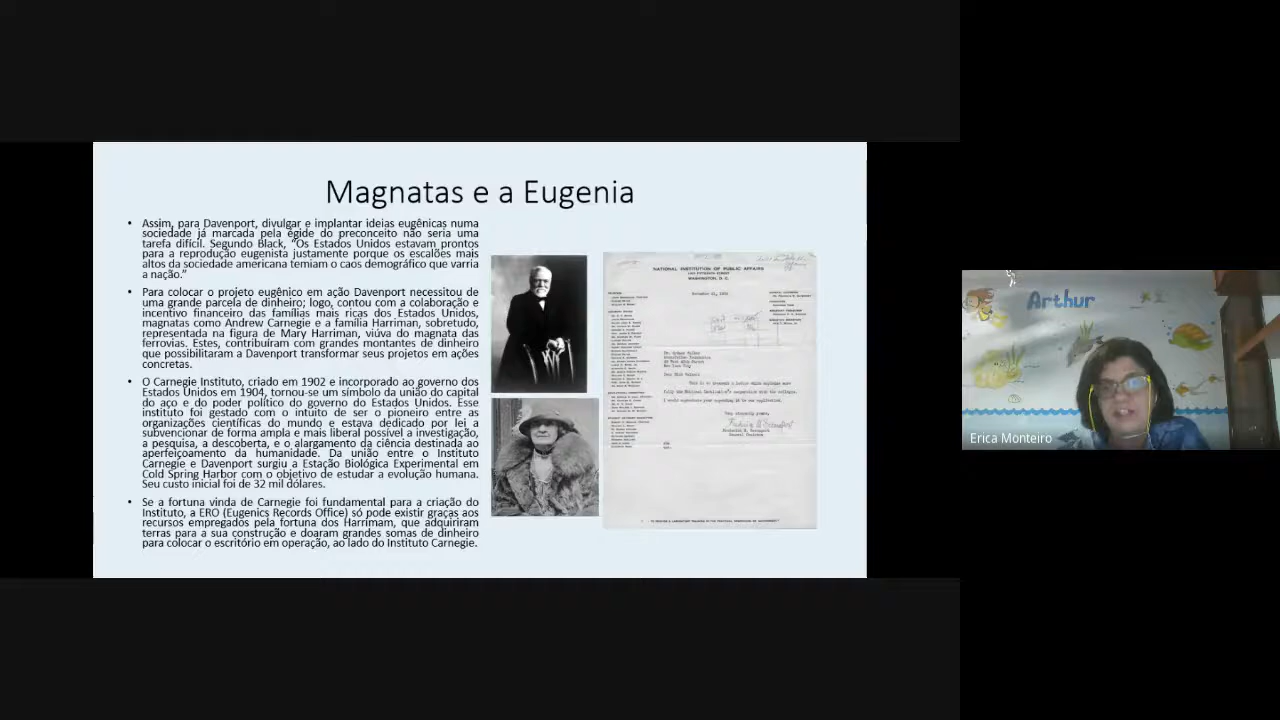 Magnatas e a Eugenia
• Assim, para Davenport, divulgar e implantar ideias eugênicas numa
sociedade já marcada pela égide do preconceito não seria uma
tarefa difícil. Segundo Black, “Os Estados Unidos estavam prontos
para a reprodução eugenista justamente porque os escalões mais
altos da sociedade americana temiam o caos demográfico que varria
a nação.”
• Para colocar o projeto eugênico em ação Davenport necessitou de
uma grande parcela de dinheiro; logo, contou com a colaboração e
incentivo financeiro das famílias mais ricas dos Estados Unidos,
magnatas como Andrew Carnegie e a família Harriman, sobretudo,
representada na figura de Mary Harriman, viúva do magnata das
ferrovias. Estes, contribuíram com grandes montantes de dinheiro
que possibilitaram a Davenport transformar seus projetos em ações
concretas.
• O Carnegie Instituto criado em 1902 e incorporado ao governo dos
Estados Unidos em 1904, tornou-se um símbolo da união do capital
do aço e do poder político do governo do Estados Unidos. Esse
instituto foi gestado com o intuito de ser o pioneiro entre as
organizações científicas do mundo e ser dedicado por lei a
subvencionar de forma ampla e mais liberal possível a investigação,
a pesquisa, a descoberta, e o alargamento da ciência destinada ao
aperfeiçoamento da humanidade. Da união entre o Instituto
Carnegie e Davenport surgiu a Estação Biológica Experimental em
Cold Spring Harbor com o objetivo de estudar a evolução humana.
Seu custo inicial foi de 32 mil dólares.
• Se a fortuna vinda de Carnegie foi fundamental para a criação do
Instituto, a ERO (Eugenics Records Office) só pode existir graças aos
recursos empregados pela fortuna dos Harrimam, que adquiriram
terras para a sua construção e doaram grandes somas de dinheiro
para colocar o escritório em operação, ao lado do Instituto Carnegie.
NATIONAL INSTITUTION OF PUBLIC AFFAIRS
WASHINGTON, D.C.
New York City
Arthur
Erica Monteiro